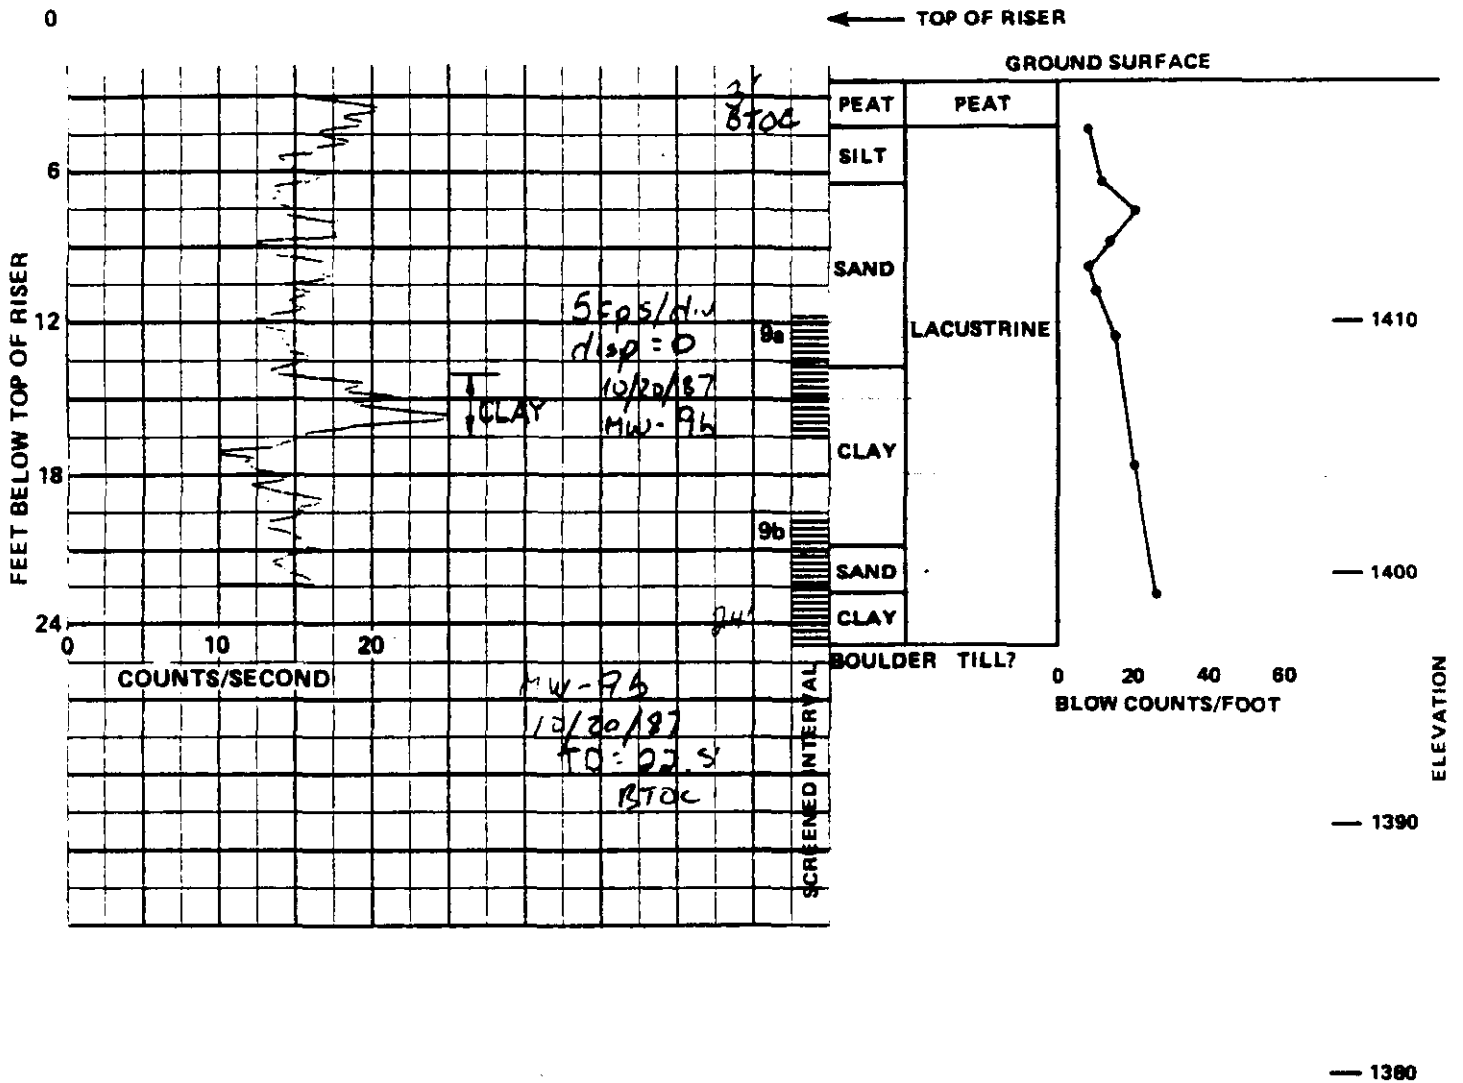 0
TOP OF RISER
GROUND SURFACE
3'
BTOC
PEAT
PEAT
SILT
6
SAND
FEET BELOW TOP OF RISER
5 cps/div
disp = 0
12
9a
LACUSTRINE
1410
10/20/87
MW-9b
CLAY
CLAY
18
9b
SAND
1400
24'
CLAY
24
0
10
20
COUNTS/SECOND
BOULDER TILL?
0
20
40
60
BLOW COUNTS/FOOT
MW-9b
10/20/87
TD = 22.5'
BTOC
SCREENED INTERVAL
ELEVATION
1390
1380